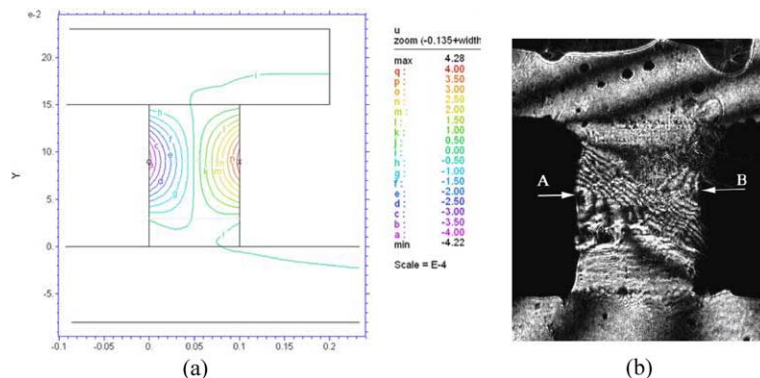 e-2
20.
15.
10.
5.
0.
-5.
Y
-0.1
-0.05
0.
0.05
0.1
0.15
0.2
u
zoom (-0.135+width
max 4.28
q : 4.00
p : 3.50
o : 3.00
n : 2.50
m : 2.00
l : 1.50
k : 1.00
j : 0.50
i : 0.00
h : -0.50
g : -1.00
f : -1.50
e : -2.00
d : -2.50
c : -3.00
b : -3.50
a : -4.00
min -4.22
Scale = E-4
A
B
(a)
(b)